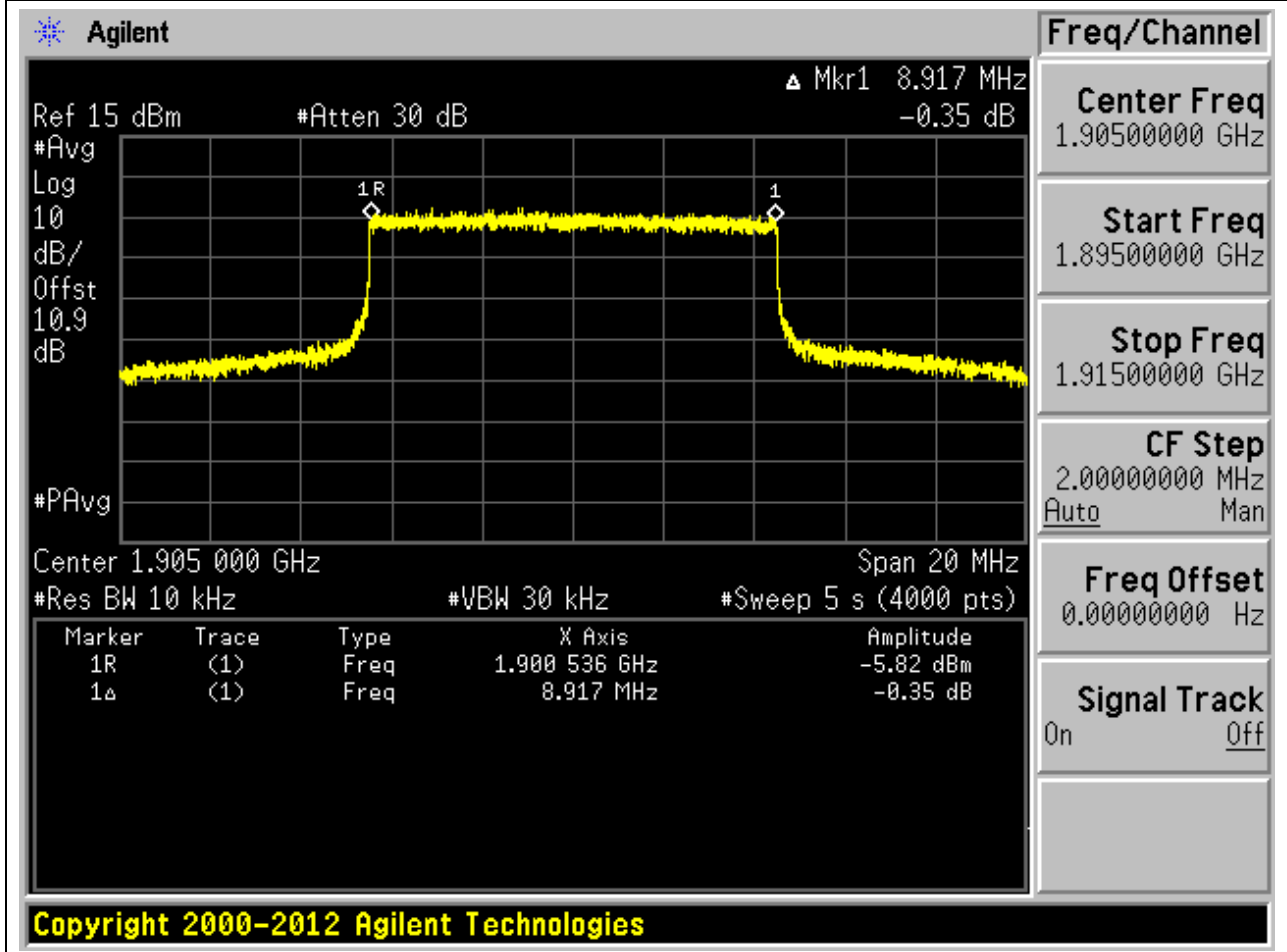 Agilent
Freq/Channel
Δ Mkr1 8.917 MHz
Ref 15 dBm #Atten 30 dB -0.35 dB
#Avg
Log
10
dB/
Offst
10.9
dB
#PAvg
1R
1
Center 1.905 000 GHz Span 20 MHz
#Res BW 10 kHz #VBW 30 kHz #Sweep 5 s (4000 pts)
Marker Trace Type X Axis Amplitude
1R (1) Freq 1.900 536 GHz -5.82 dBm
1Δ (1) Freq 8.917 MHz -0.35 dB
Center Freq
1.90500000 GHz
Start Freq
1.89500000 GHz
Stop Freq
1.91500000 GHz
CF Step
2.00000000 MHz
Auto Man
Freq Offset
0.00000000 Hz
Signal Track
On Off
Copyright 2000-2012 Agilent Technologies